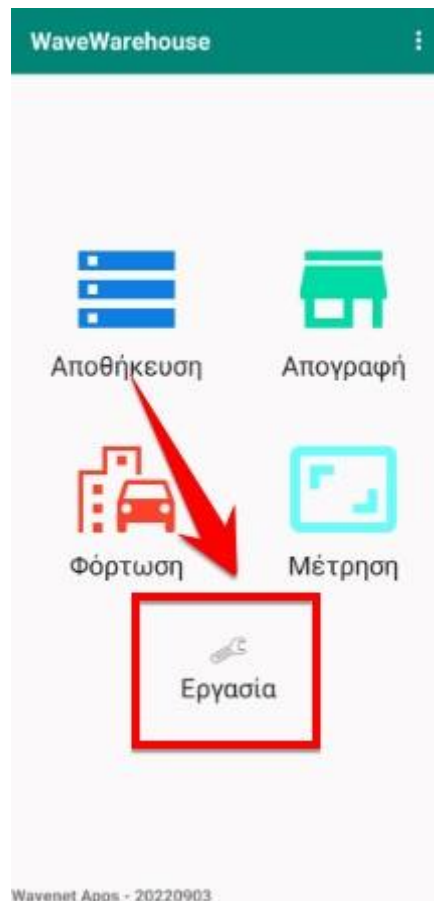 WaveWarehouse
Αποθήκευση
Απογραφή
Φόρτωση
Μέτρηση
Εργασία
Wavenet Apps - 20220903